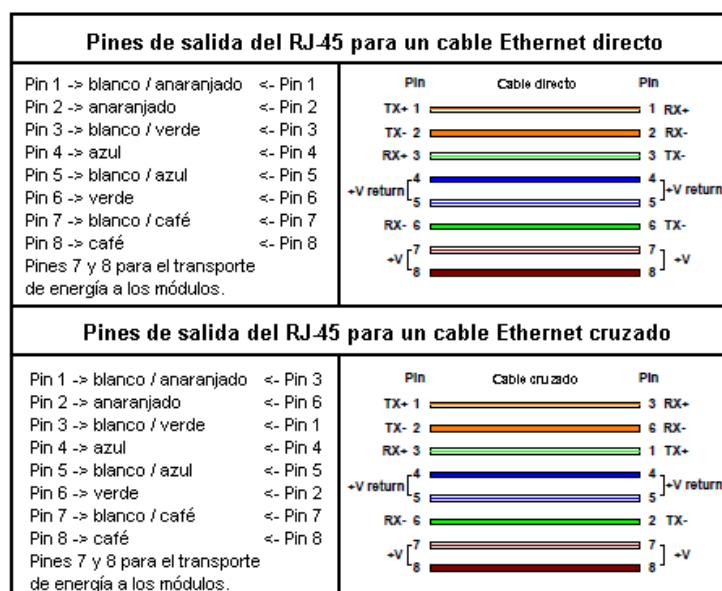 Pines de salida del RJ-45 para un cable Ethernet directo
Pin 1 -> blanco / anaranjado <- Pin 1
Pin 2 -> anaranjado <- Pin 2
Pin 3 -> blanco / verde <- Pin 3
Pin 4 -> azul <- Pin 4
Pin 5 -> blanco / azul <- Pin 5
Pin 6 -> verde <- Pin 6
Pin 7 -> blanco / café <- Pin 7
Pin 8 -> café <- Pin 8
Pines 7 y 8 para el transporte
de energía a los módulos.
Pin Cable directo Pin
TX+ 1 1 RX+
TX- 2 2 RX-
RX+ 3 3 TX-
4 4
+V return +V return
5 5
RX- 6 6 TX-
7 7
+V +V
8 8
Pines de salida del RJ-45 para un cable Ethernet cruzado
Pin 1 -> blanco / anaranjado <- Pin 3
Pin 2 -> anaranjado <- Pin 6
Pin 3 -> blanco / verde <- Pin 1
Pin 4 -> azul <- Pin 4
Pin 5 -> blanco / azul <- Pin 5
Pin 6 -> verde <- Pin 2
Pin 7 -> blanco / café <- Pin 7
Pin 8 -> café <- Pin 8
Pines 7 y 8 para el transporte
de energía a los módulos.
Pin Cable cruzado Pin
TX+ 1 3 RX+
TX- 2 6 RX-
RX+ 3 1 TX+
4 4
+V return +V return
5 5
RX- 6 2 TX-
7 7
+V +V
8 8